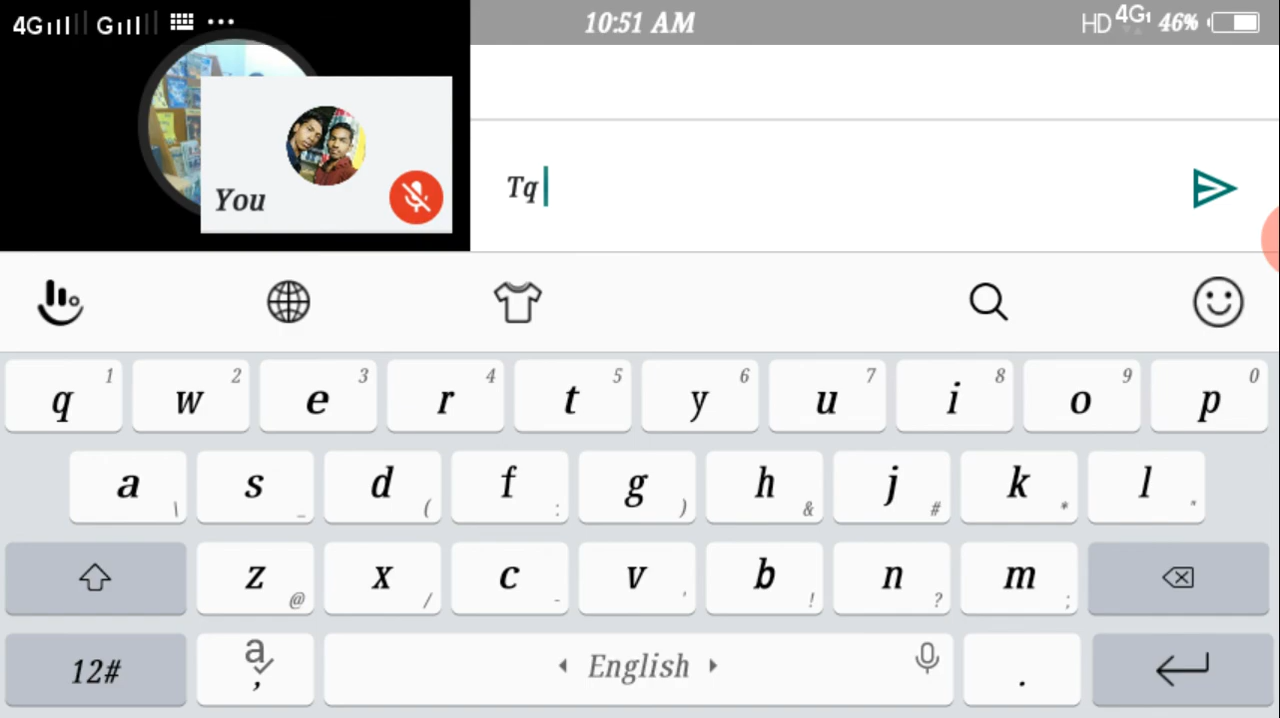 4G G ... 10:51 AM HD 4G 46%
You
Tq
q 1 w 2 e 3 r 4 t 5 y 6 u 7 i 8 o 9 p 0
a \ s _ d ( f : g ) h & j # k * l "
z @ x / c - v ' b ! n ? m ;
12# a , English .